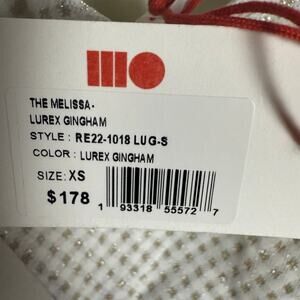 THE MELISSA-
LUREX GINGHAM
STYLE : RE22-1018 LUG-S
COLOR : LUREX GINGHAM
SIZE: XS
$178
1 93318 55572 7